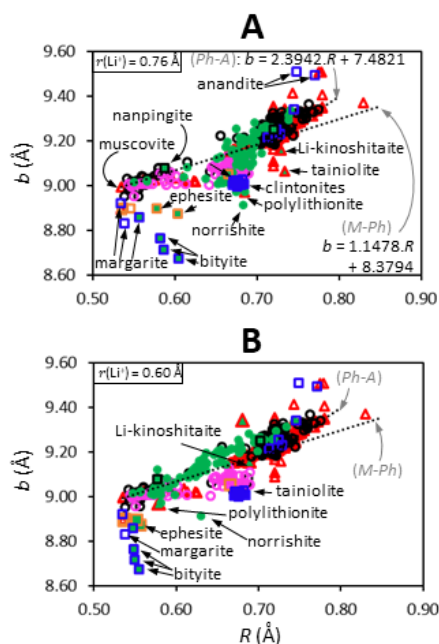 A
r(Li⁺) = 0.76 Å
(Ph-A): b = 2.3942.R + 7.4821
anandite
nanpingite
muscovite
Li-kinoshitaite
tainiolite
ephesite
clintonites
polylithionite
norrishite
(M-Ph)
margarite
bityite
b = 1.1478.R
+ 8.3794
b (Å)
9.60
9.40
9.20
9.00
8.80
8.60
0.50 0.60 0.70 0.80 0.90
B
r(Li⁺) = 0.60 Å
(Ph-A)
(M-Ph)
Li-kinoshitaite
tainiolite
polylithionite
ephesite
norrishite
margarite
bityite
b (Å)
9.60
9.40
9.20
9.00
8.80
8.60
0.50 0.60 0.70 0.80 0.90
R (Å)